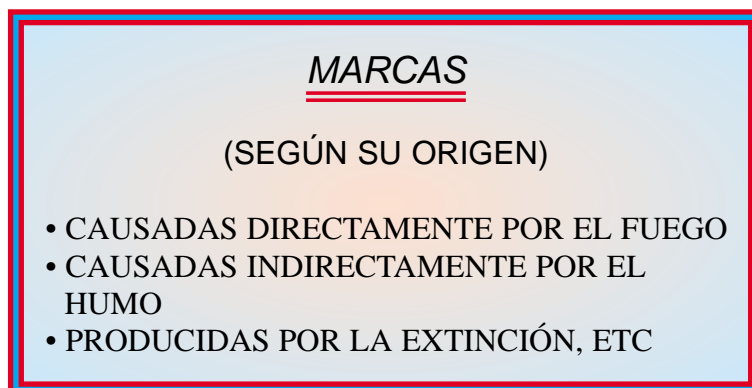 MARCAS
(SEGÚN SU ORIGEN)
• CAUSADAS DIRECTAMENTE POR EL FUEGO
• CAUSADAS INDIRECTAMENTE POR EL
HUMO
• PRODUCIDAS POR LA EXTINCIÓN, ETC